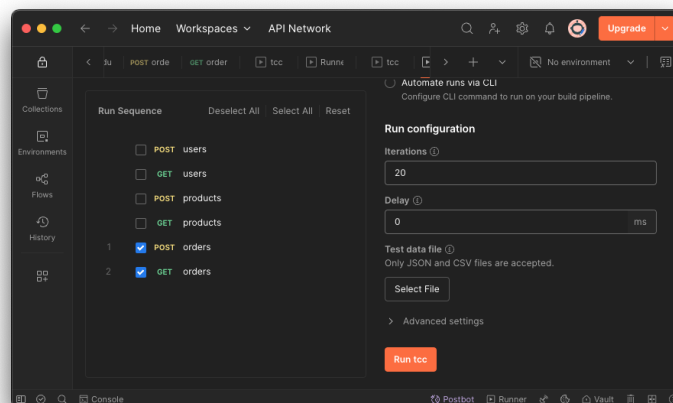 Home Workspaces API Network Upgrade
du POST orde GET order tcc Runne tcc No environment
Collections
Environments
Flows
History
Run Sequence Deselect All Select All Reset
POST users
GET users
POST products
GET products
1 POST orders
2 GET orders
Automate runs via CLI
Configure CLI command to run on your build pipeline.
Run configuration
Iterations
20
Delay
0 ms
Test data file
Only JSON and CSV files are accepted.
Select File
Advanced settings
Run tcc
Console Postbot Runner Vault